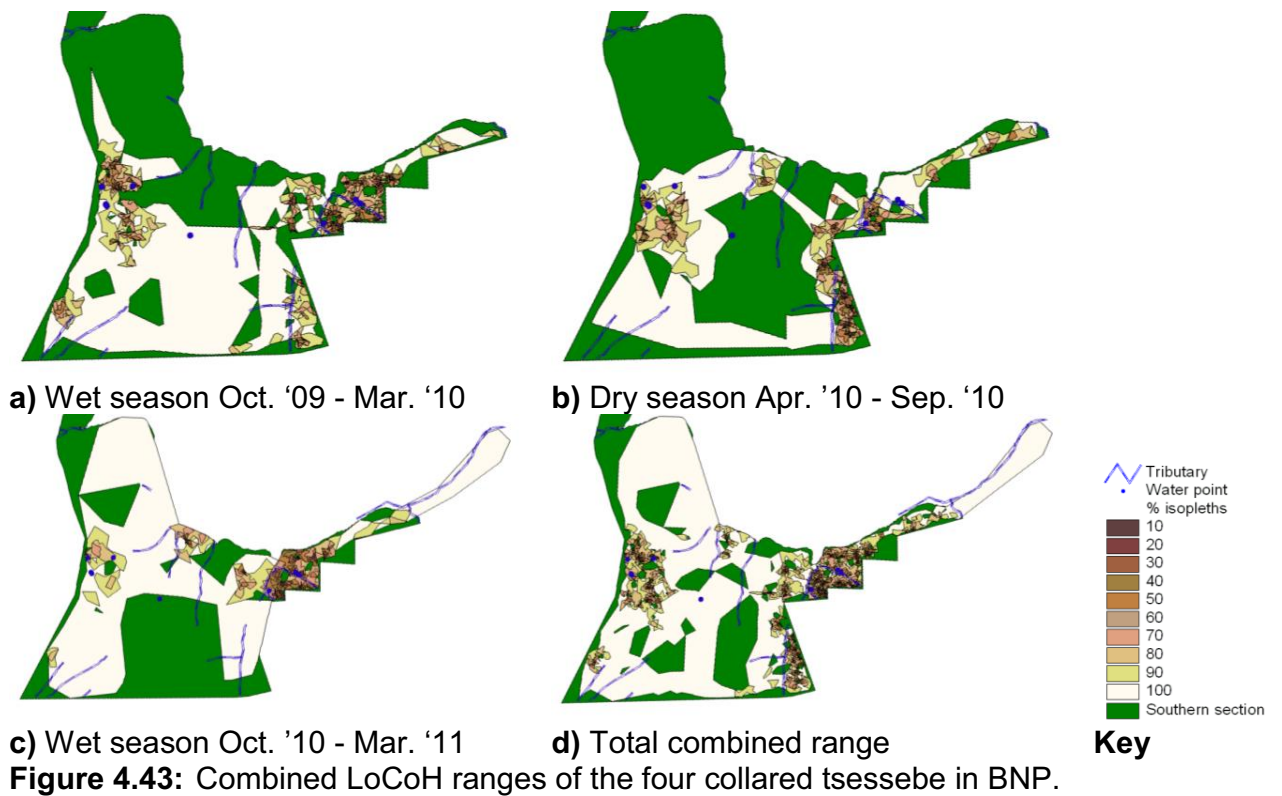 a) Wet season Oct. ‘09 - Mar. ‘10
b) Dry season Apr. ’10 - Sep. ‘10
Tributary
Water point
% isopleths
10
20
30
40
50
60
70
80
90
100
Southern section
c) Wet season Oct. ’10 - Mar. ‘11
d) Total combined range
Key
Figure 4.43: Combined LoCoH ranges of the four collared tsessebe in BNP.